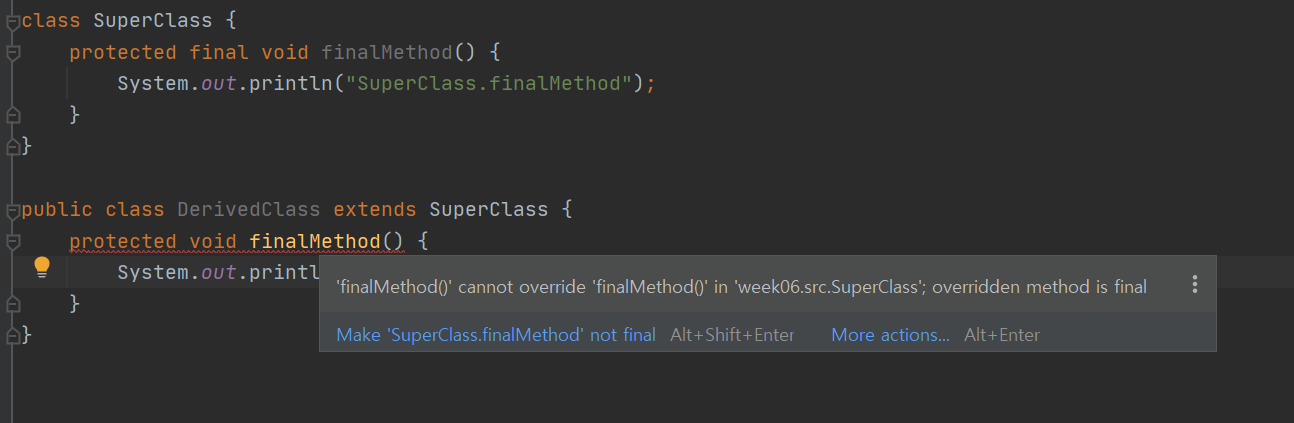 class SuperClass {
    protected final void finalMethod() {
        System.out.println("SuperClass.finalMethod");
    }
}
public class DerivedClass extends SuperClass {
    protected void finalMethod() {
        System.out.printl
'finalMethod()' cannot override 'finalMethod()' in 'week06.src.SuperClass'; overridden method is final
Make 'SuperClass.finalMethod' not final Alt+Shift+Enter More actions... Alt+Enter
    }
}